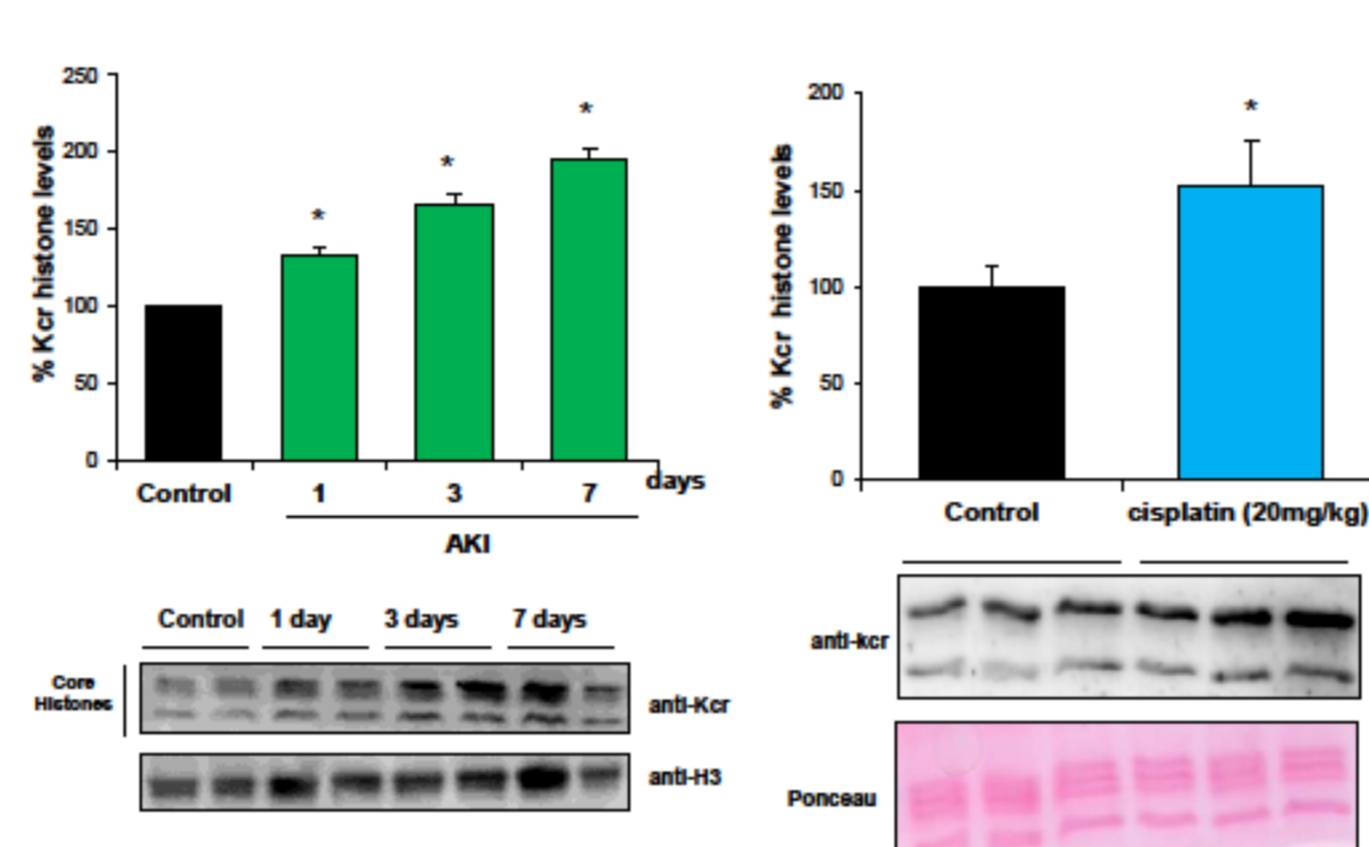 250
200
150
100
50
0
% Kcr histone levels
*
*
*
Control
1
3
7
days
AKI
Control
1 day
3 days
7 days
Core
Histones
anti-Kcr
anti-H3
200
150
100
50
0
% Kcr histone levels
*
Control
cisplatin (20mg/kg)
anti-kcr
Ponceau